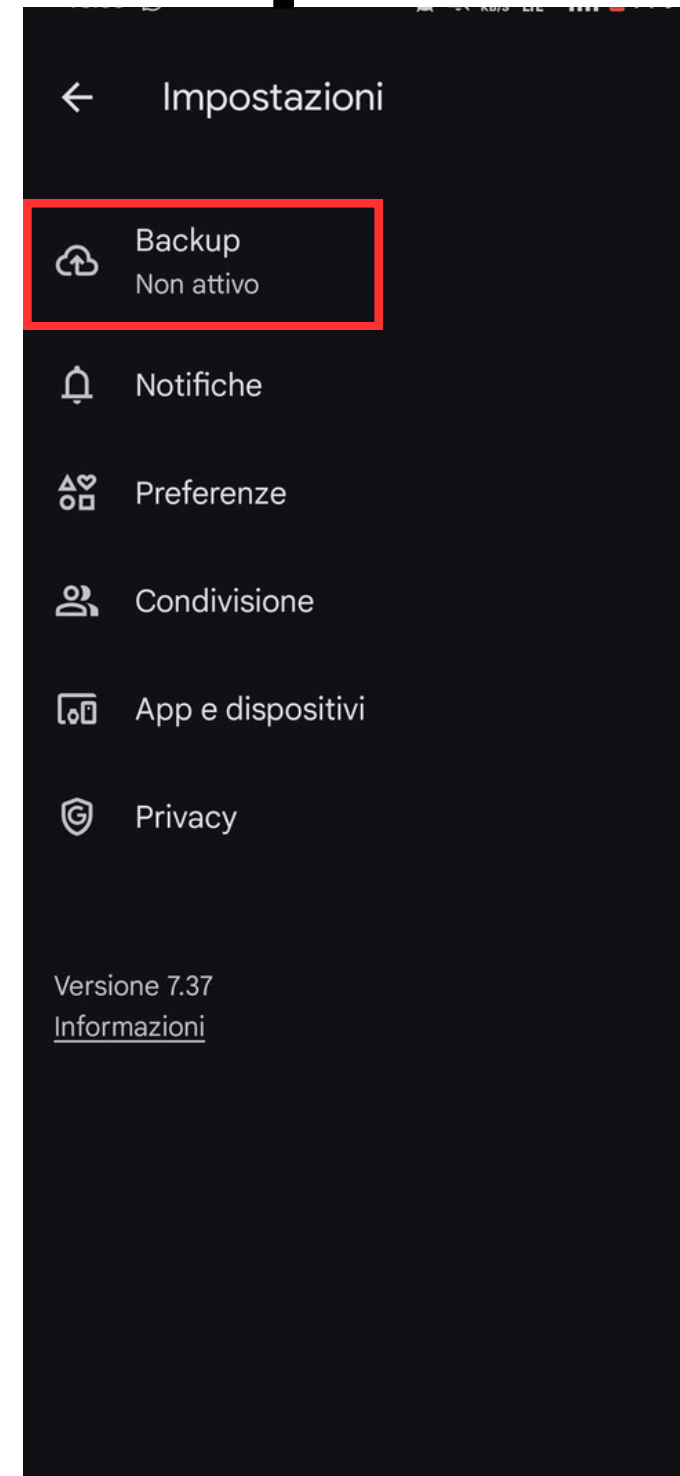 Impostazioni
Backup
Non attivo
Notifiche
Preferenze
Condivisione
App e dispositivi
Privacy
Versione 7.37
Informazioni